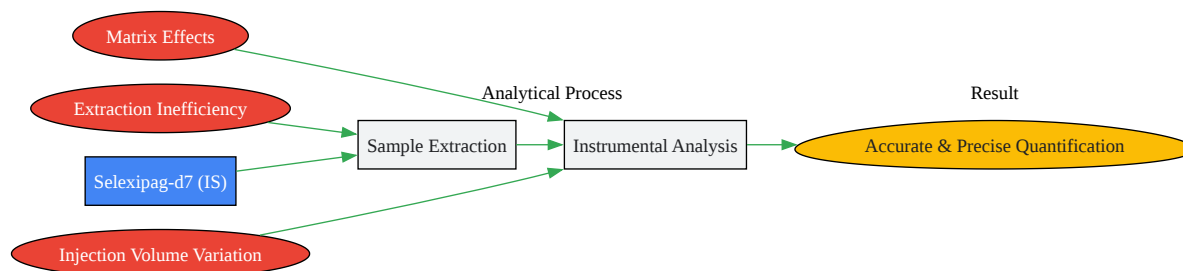 Matrix Effects
Analytical Process
Result
Extraction Inefficiency
Sample Extraction
Instrumental Analysis
Accurate & Precise Quantification
Selexipag-d7 (IS)
Injection Volume Variation